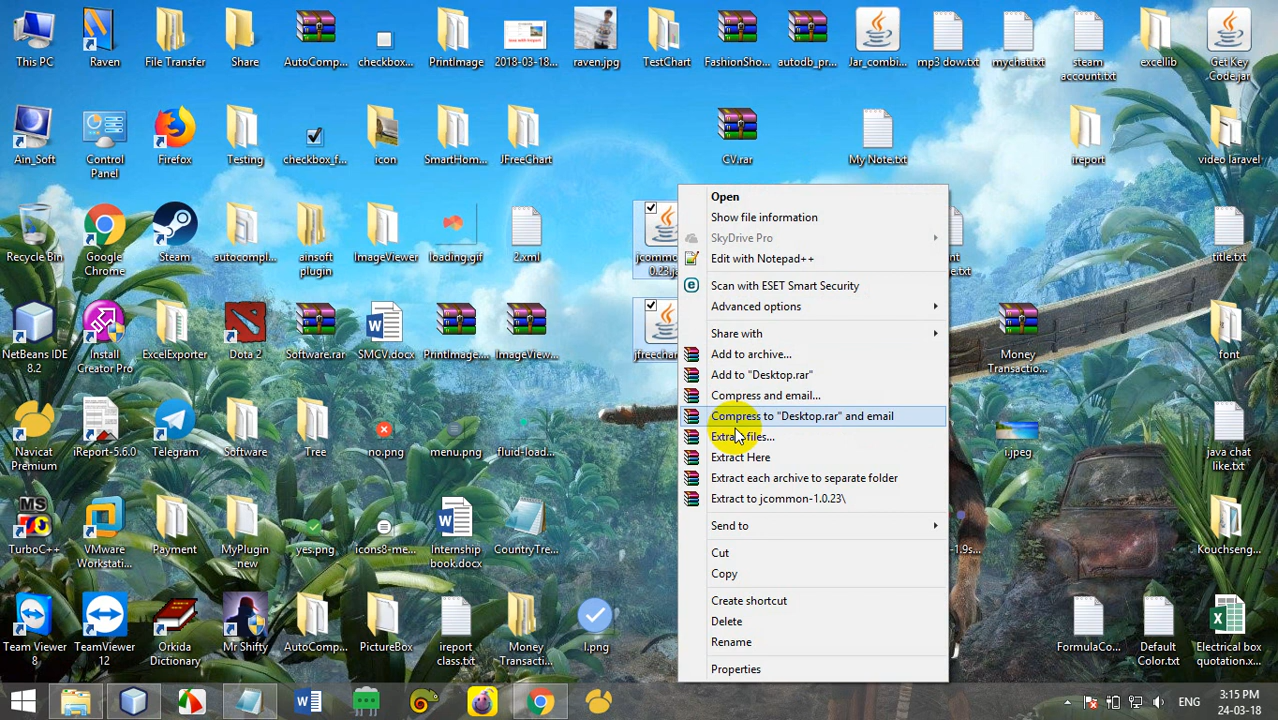 This PC
Raven
File Transfer
Share
AutoComp...
checkbox...
PrintImage
2018-03-18...
raven.jpg
TestChart
FashionSho...
autodb_pr...
Jar_combi...
mp3 dow.txt
mychat.txt
steam
account.txt
excellib
Get Key
Code.jar
Ain_Soft
Control
Panel
Firefox
Testing
checkbox_f...
icon
SmartHom...
JFreeChart
CV.rar
My Note.txt
ireport
video laravel
Recycle Bin
Google
Chrome
Steam
autocompl...
ainsoft
plugin
ImageViewer
loading.gif
2.xml
title.txt
NetBeans IDE
8.2
Install
Creator Pro
ExcelExporter
Dota 2
Software.rar
SMCV.docx
PrintImage...
ImageView...
Money
Transactio...
font
Navicat
Premium
iReport-5.6.0
Telegram
Software
Tree
no.png
menu.png
fluid-load...
i.jpeg
java chat
like.txt
MS
TurboC++
VMware
Workstati...
Payment
MyPlugin
_new
yes.png
icons8-me...
Internship
book.docx
CountryTre...
-1.9s...
Kouchseng...
Team Viewer
8
TeamViewer
12
Orkida
Dictionary
Mr Shifty
AutoComp...
PictureBox
ireport
class.txt
Money
Transacti...
l.png
FormulaCo...
Default
Color.txt
Electrical box
quotation.x...
Open
Show file information
SkyDrive Pro
Edit with Notepad++
Scan with ESET Smart Security
Advanced options
Share with
Add to archive...
Add to "Desktop.rar"
Compress and email...
Compress to "Desktop.rar" and email
Extract files...
Extract Here
Extract each archive to separate folder
Extract to jcommon-1.0.23\
Send to
Cut
Copy
Create shortcut
Delete
Rename
Properties
ENG
3:15 PM
24-03-18